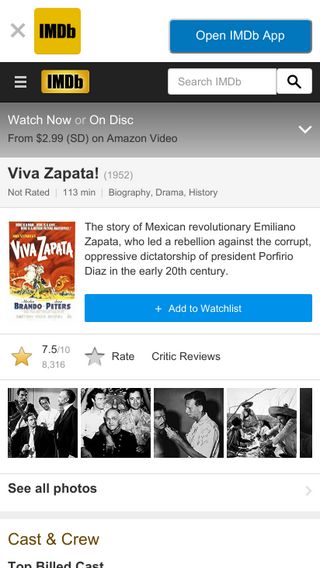 IMDb
Open IMDb App
IMDb
Search IMDb
Watch Now or On Disc
From $2.99 (SD) on Amazon Video
Viva Zapata! (1952)
Not Rated | 113 min | Biography, Drama, History
VIVA ZAPATA
BRANDO PETERS
The story of Mexican revolutionary Emiliano
Zapata, who led a rebellion against the corrupt,
oppressive dictatorship of president Porfirio
Diaz in the early 20th century.
+ Add to Watchlist
7.5/10
8,316
Rate
Critic Reviews
See all photos
Cast & Crew
Top Billed Cast